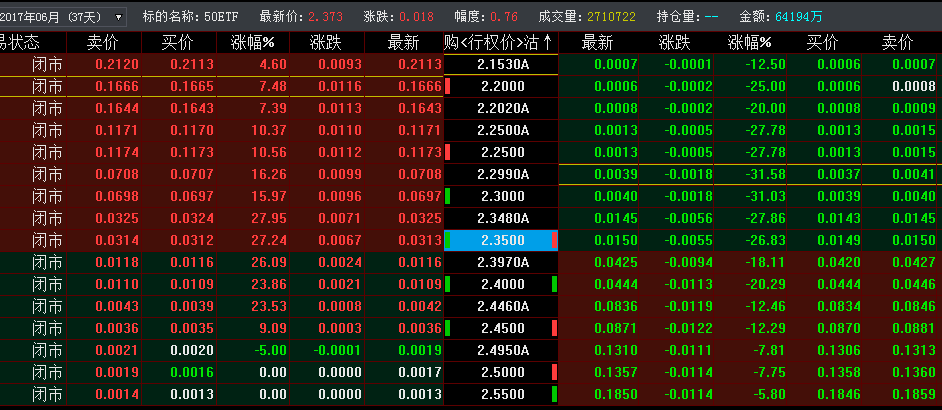 2017年06月 (37天) ▼ 标的名称: 50ETF 最新价: 2.373 涨跌: 0.018 幅度: 0.76 成交量: 2710722 持仓量: -- 金额: 64194万
易状态 卖价 买价 涨幅% 涨跌 最新 购<行权价>沽↑ 最新 涨跌 涨幅% 买价 卖价
闭市 0.2120 0.2113 4.60 0.0093 0.2113 2.1530A 0.0007 -0.0001 -12.50 0.0006 0.0007
闭市 0.1666 0.1665 7.48 0.0116 0.1666 2.2000 0.0006 -0.0002 -25.00 0.0006 0.0008
闭市 0.1644 0.1643 7.39 0.0113 0.1643 2.2020A 0.0008 -0.0002 -20.00 0.0008 0.0009
闭市 0.1171 0.1170 10.37 0.0110 0.1171 2.2500A 0.0013 -0.0005 -27.78 0.0013 0.0015
闭市 0.1174 0.1173 10.56 0.0112 0.1173 2.2500 0.0013 -0.0005 -27.78 0.0013 0.0015
闭市 0.0708 0.0707 16.26 0.0099 0.0708 2.2990A 0.0039 -0.0018 -31.58 0.0037 0.0041
闭市 0.0698 0.0697 15.97 0.0096 0.0697 2.3000 0.0040 -0.0018 -31.03 0.0039 0.0040
闭市 0.0325 0.0324 27.95 0.0071 0.0325 2.3480A 0.0145 -0.0056 -27.86 0.0143 0.0145
闭市 0.0314 0.0312 27.24 0.0067 0.0313 2.3500 0.0150 -0.0055 -26.83 0.0149 0.0150
闭市 0.0118 0.0116 26.09 0.0024 0.0116 2.3970A 0.0425 -0.0094 -18.11 0.0420 0.0427
闭市 0.0110 0.0109 23.86 0.0021 0.0109 2.4000 0.0444 -0.0113 -20.29 0.0444 0.0446
闭市 0.0043 0.0039 23.53 0.0008 0.0042 2.4460A 0.0836 -0.0119 -12.46 0.0834 0.0846
闭市 0.0036 0.0035 9.09 0.0003 0.0036 2.4500 0.0871 -0.0122 -12.29 0.0870 0.0881
闭市 0.0021 0.0020 -5.00 -0.0001 0.0019 2.4950A 0.1310 -0.0111 -7.81 0.1306 0.1313
闭市 0.0019 0.0016 0.00 0.0000 0.0017 2.5000 0.1357 -0.0114 -7.75 0.1358 0.1360
闭市 0.0014 0.0013 0.00 0.0000 0.0013 2.5500 0.1850 -0.0114 -5.80 0.1846 0.1859